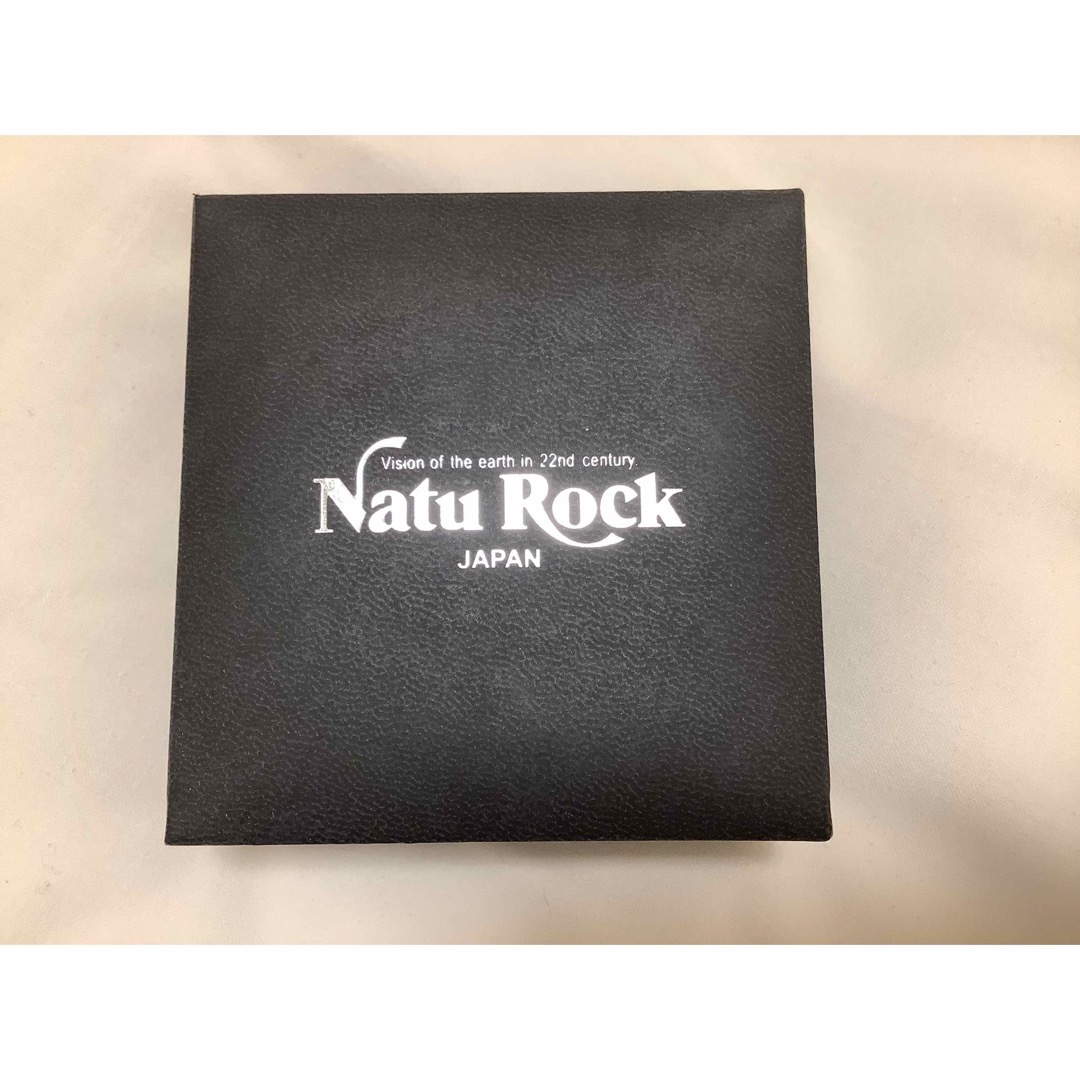 Vision of the earth in 22nd century.
Natu Rock
JAPAN